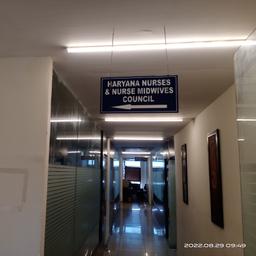 HARYANA NURSES
& NURSE MIDWIVES
COUNCIL
2022.08.29 09:49